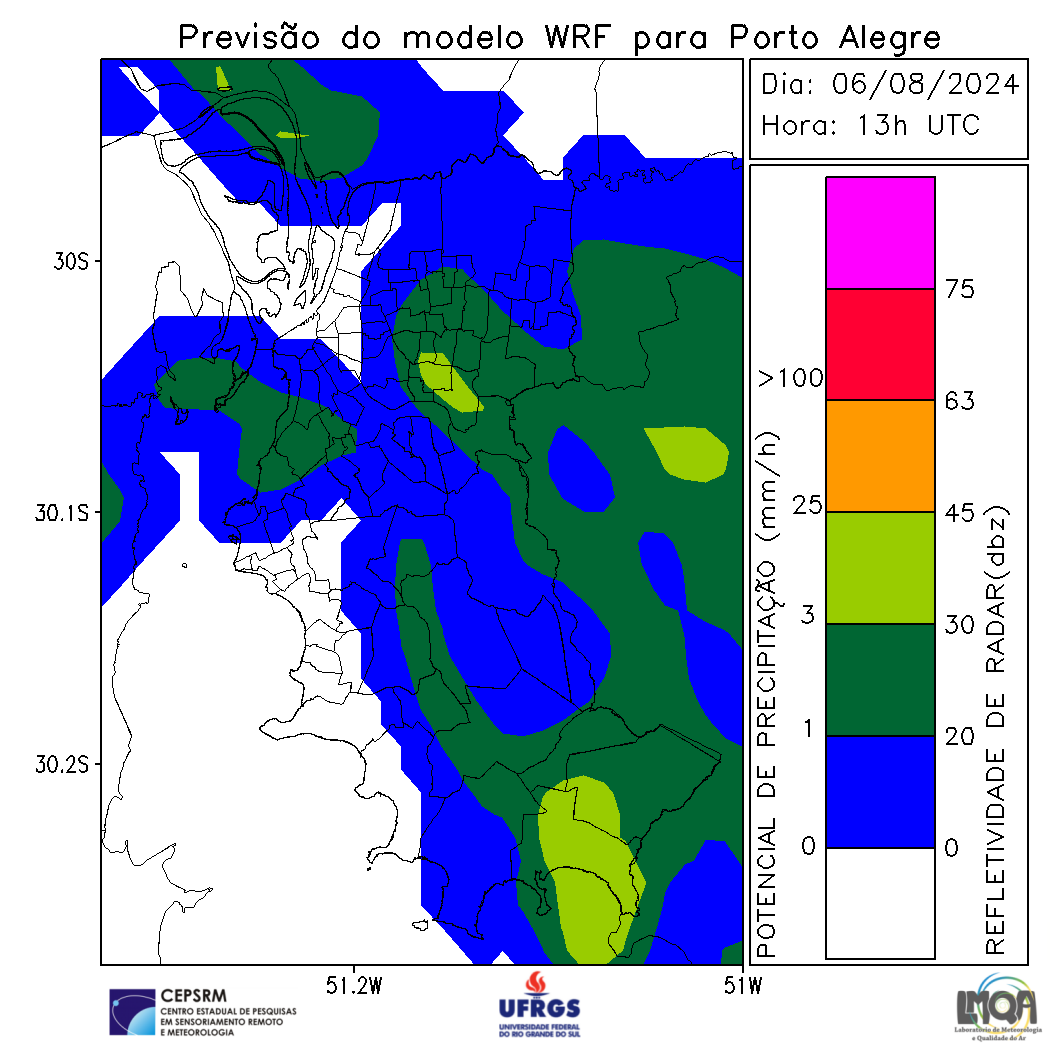 Previsão do modelo WRF para Porto Alegre
Dia: 06/08/2024
Hora: 13h UTC
30S
30.1S
30.2S
51.2W
51W
POTENCIAL DE PRECIPITAÇÃO (mm/h)
>100
25
3
1
0
75
63
45
30
20
0
REFLETIVIDADE DE RADAR(dbz)
CEPSRM
CENTRO ESTADUAL DE PESQUISAS
EM SENSORIAMENTO REMOTO
E METEOROLOGIA
UFRGS
UNIVERSIDADE FEDERAL
DO RIO GRANDE DO SUL
LMQA
Laboratório de Meteorologia
e Qualidade do Ar